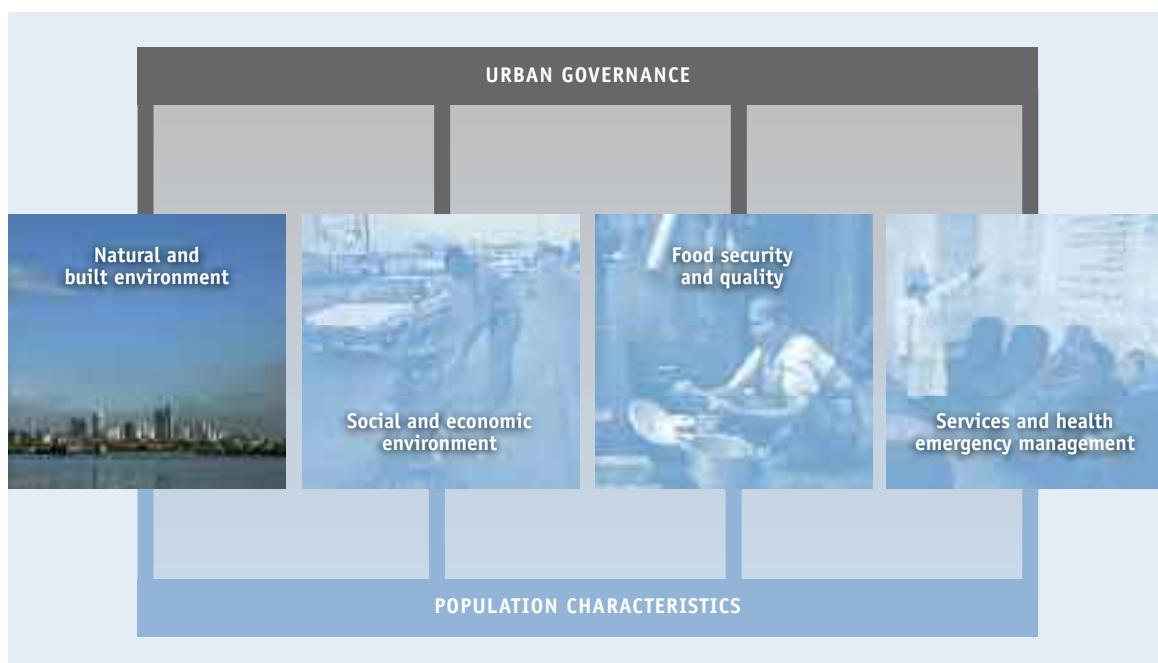 URBAN GOVERNANCE
Natural and
built environment
Social and economic
environment
Food security
and quality
Services and health
emergency management
POPULATION CHARACTERISTICS